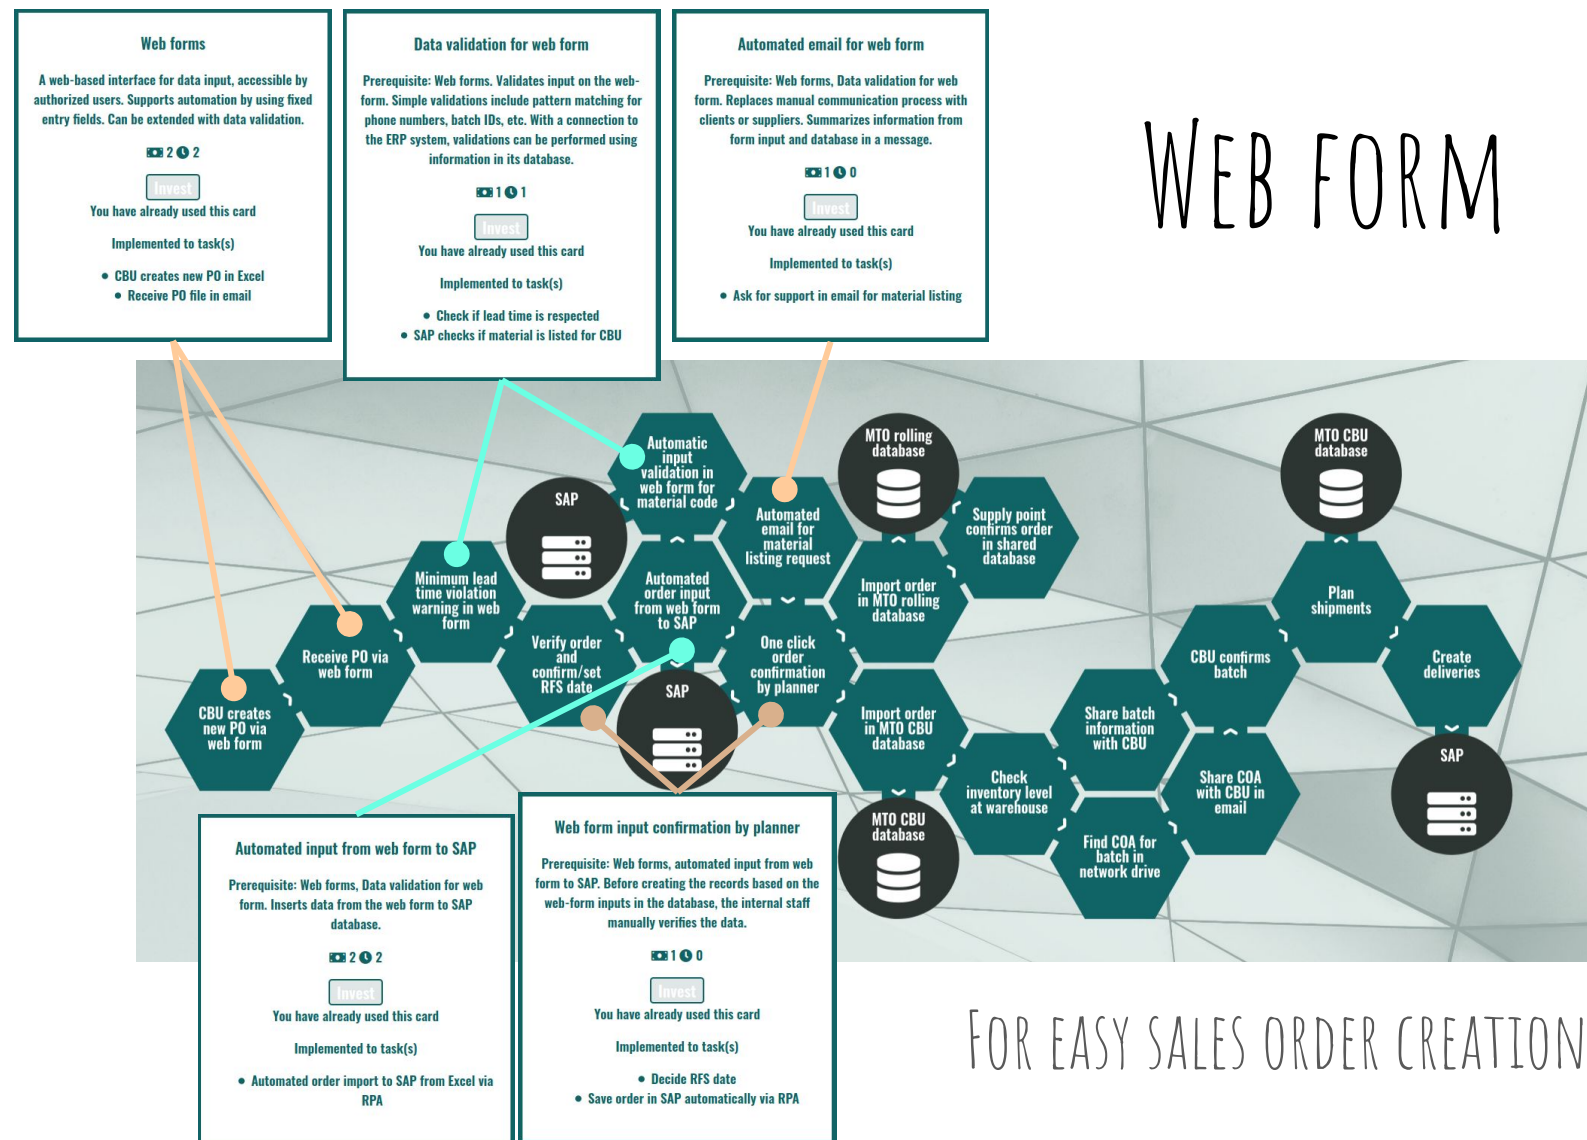 Web forms
A web-based interface for data input, accessible by
authorized users. Supports automation by using fixed
entry fields. Can be extended with data validation.
2 2
Invest
You have already used this card
Implemented to task(s)
• CBU creates new PO in Excel
• Receive PO file in email
Data validation for web form
Prerequisite: Web forms. Validates input on the web-
form. Simple validations include pattern matching for
phone numbers, batch IDs, etc. With a connection to
the ERP system, validations can be performed using
information in its database.
1 1
Invest
You have already used this card
Implemented to task(s)
• Check if lead time is respected
• SAP checks if material is listed for CBU
Automated email for web form
Prerequisite: Web forms, Data validation for web
form. Replaces manual communication process with
clients or suppliers. Summarizes information from
form input and database in a message.
1 0
Invest
You have already used this card
Implemented to task(s)
• Ask for support in email for material listing
WEB FORM
CBU creates
new PO via
web form
Receive PO via
web form
Minimum lead
time violation
warning in web
form
SAP
Verify order
and
confirm/set
RFS date
Automatic
input
validation in
web form for
material code
Automated
order input
from web form
to SAP
SAP
Automated
email for
material
listing request
One click
order
confirmation
by planner
MTO rolling
database
Import order
in MTO rolling
database
Supply point
confirms order
in shared
database
Import order
in MTO CBU
database
MTO CBU
database
Check
inventory level
at warehouse
Share batch
information
with CBU
Find COA for
batch in
network drive
CBU confirms
batch
Share COA
with CBU in
email
MTO CBU
database
Plan
shipments
Create
deliveries
SAP
Automated input from web form to SAP
Prerequisite: Web forms, Data validation for web
form. Inserts data from the web form to SAP
database.
2 2
Invest
You have already used this card
Implemented to task(s)
• Automated order import to SAP from Excel via
RPA
Web form input confirmation by planner
Prerequisite: Web forms, automated input from web
form to SAP. Before creating the records based on the
web-form inputs in the database, the internal staff
manually verifies the data.
1 0
Invest
You have already used this card
Implemented to task(s)
• Decide RFS date
• Save order in SAP automatically via RPA
FOR EASY SALES ORDER CREATION